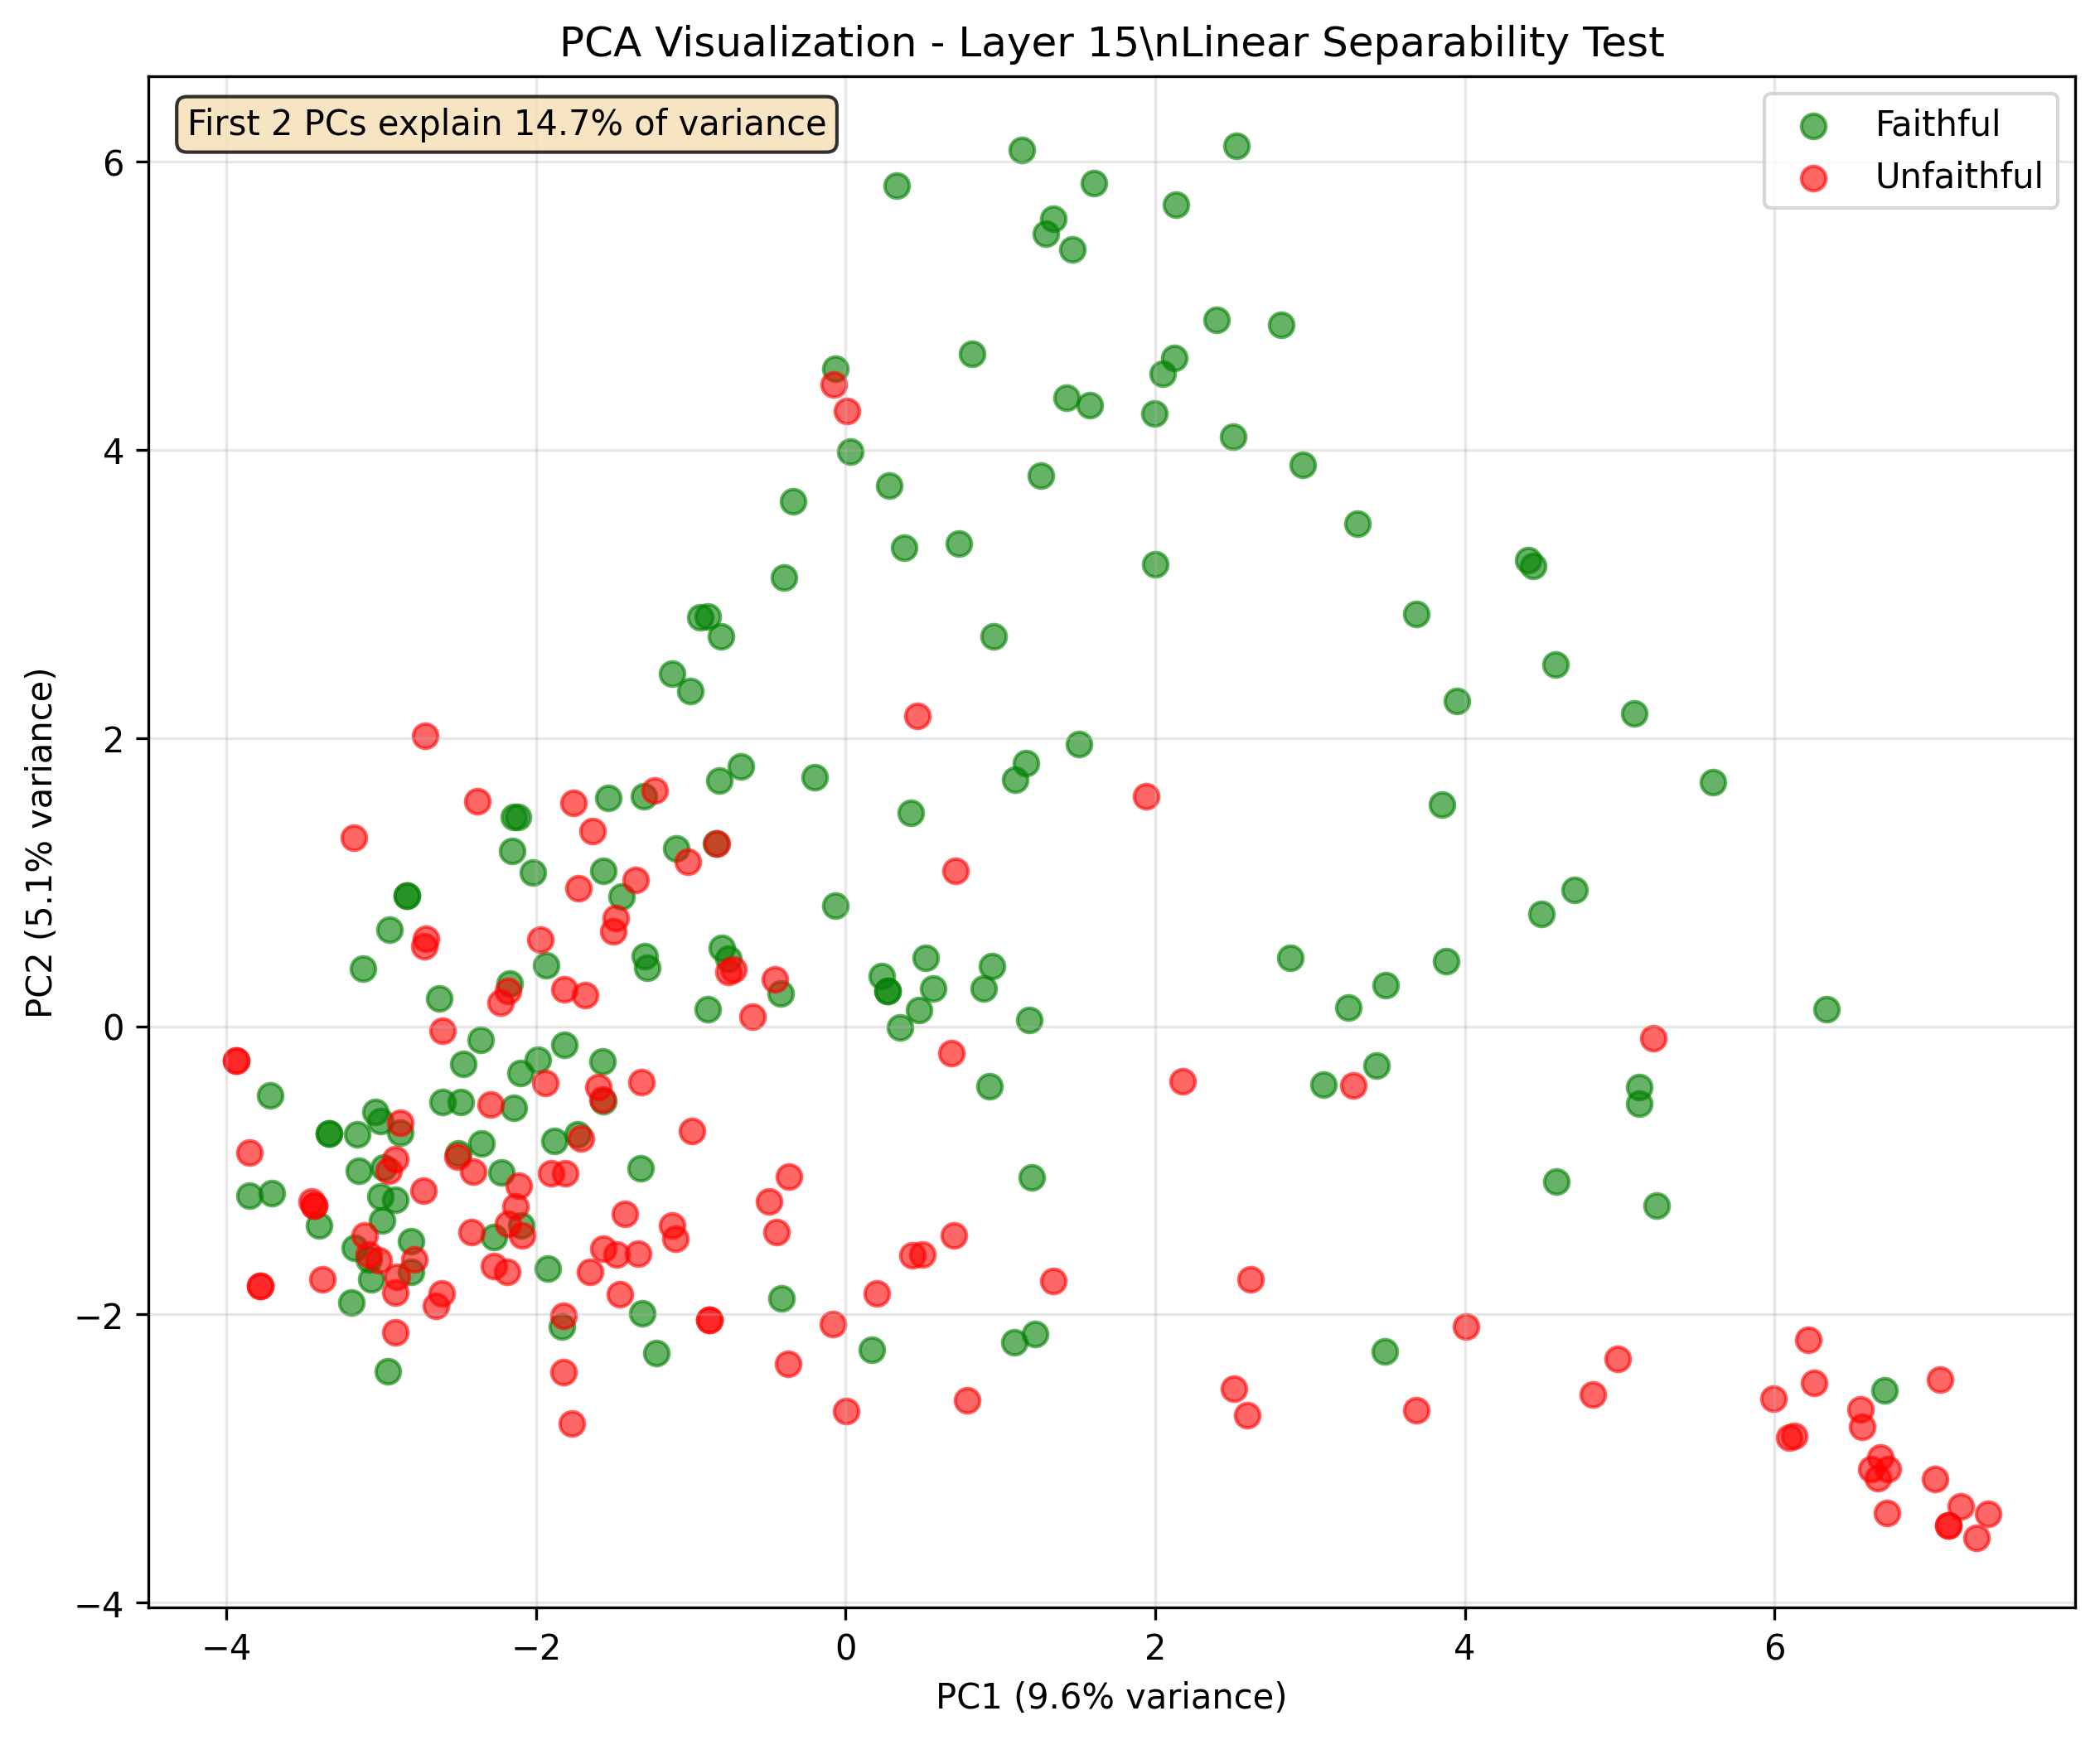 PCA Visualization - Layer 15\nLinear Separability Test
First 2 PCs explain 14.7% of variance
Faithful
Unfaithful
6
4
2
0
−2
−4
PC2 (5.1% variance)
−4
−2
0
2
4
6
PC1 (9.6% variance)